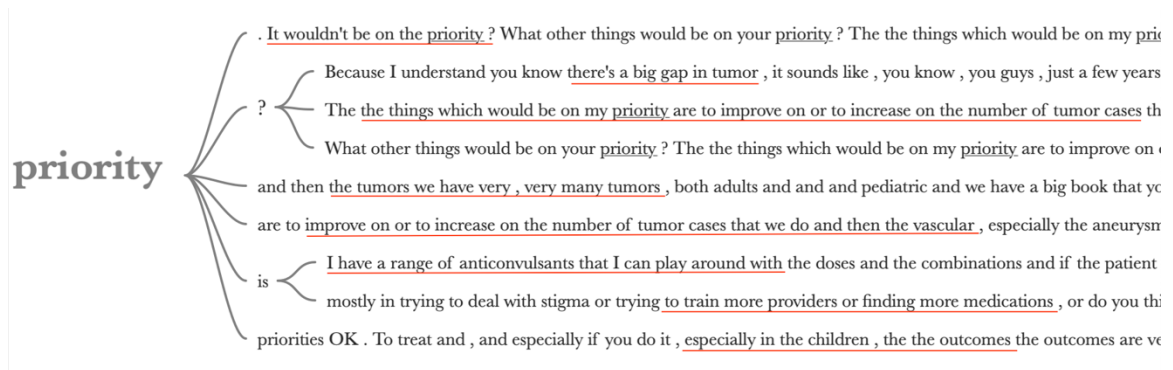 . It wouldn't be on the priority ? What other things would be on your priority ? The the things which would be on my
Because I understand you know there's a big gap in tumor , it sounds like , you know , you guys , just a few years
?
The the things which would be on my priority are to improve on or to increase on the number of tumor cases
What other things would be on your priority ? The the things which would be on my priority are to improve on
priority
and then the tumors we have very , very many tumors , both adults and and and pediatric and we have a big book that
are to improve on or to increase on the number of tumor cases that we do and then the vascular , especially the
I have a range of anticonvulsants that I can play around with the doses and the combinations and if the patient
is
mostly in trying to deal with stigma or trying to train more providers or finding more medications , or do you
priorities OK . To treat and , and especially if you do it , especially in the children , the the outcomes the outcomes are